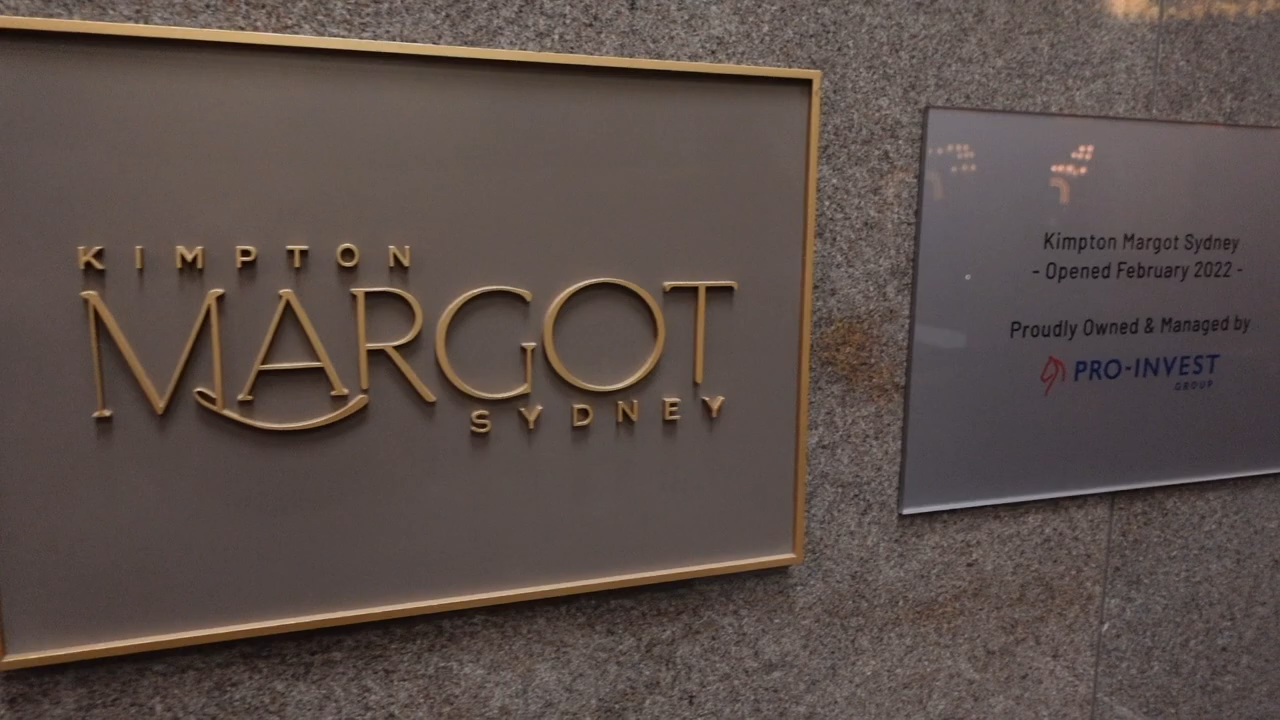 KIMPTON
MARGOT
SYDNEY
Kimpton Margot Sydney
- Opened February 2022 -
Proudly Owned & Managed by
PRO-INVEST
GROUP